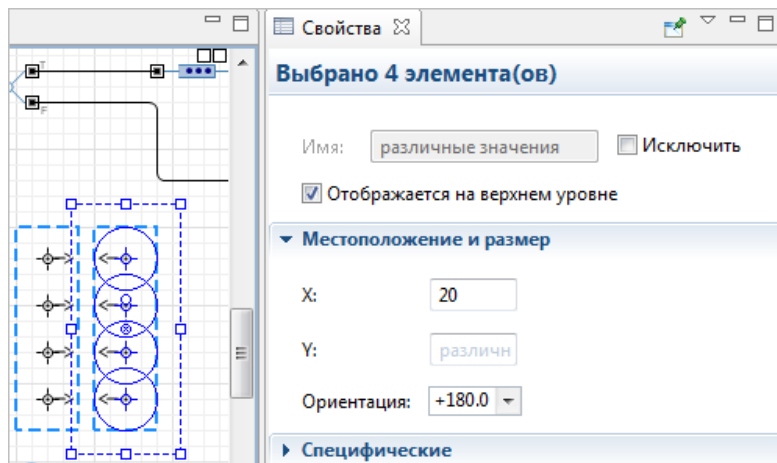 T
F
Свойства
Выбрано 4 элемента(ов)
Имя: различные значения Исключить
Отображается на верхнем уровне
Местоположение и размер
X: 20
Y: различн
Ориентация: +180.0
Специфические